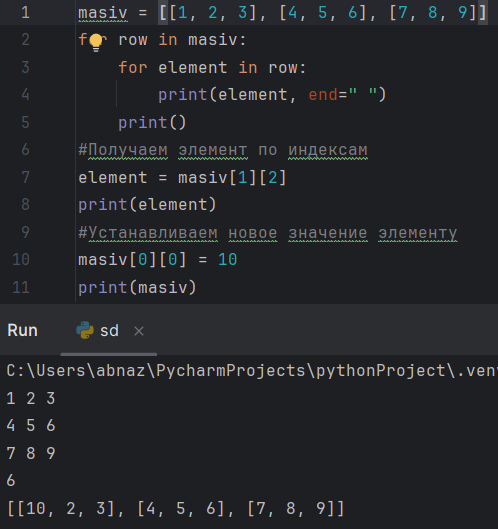 1 masiv = [[1, 2, 3], [4, 5, 6], [7, 8, 9]]
2 f r row in masiv:
3     for element in row:
4         print(element, end=" ")
5     print()
6 #Получаем элемент по индексам
7 element = masiv[1][2]
8 print(element)
9 #Устанавливаем новое значение элементу
10 masiv[0][0] = 10
11 print(masiv)
Run sd ×
C:\Users\abnaz\PycharmProjects\pythonProject\.venv
1 2 3
4 5 6
7 8 9
6
[[10, 2, 3], [4, 5, 6], [7, 8, 9]]